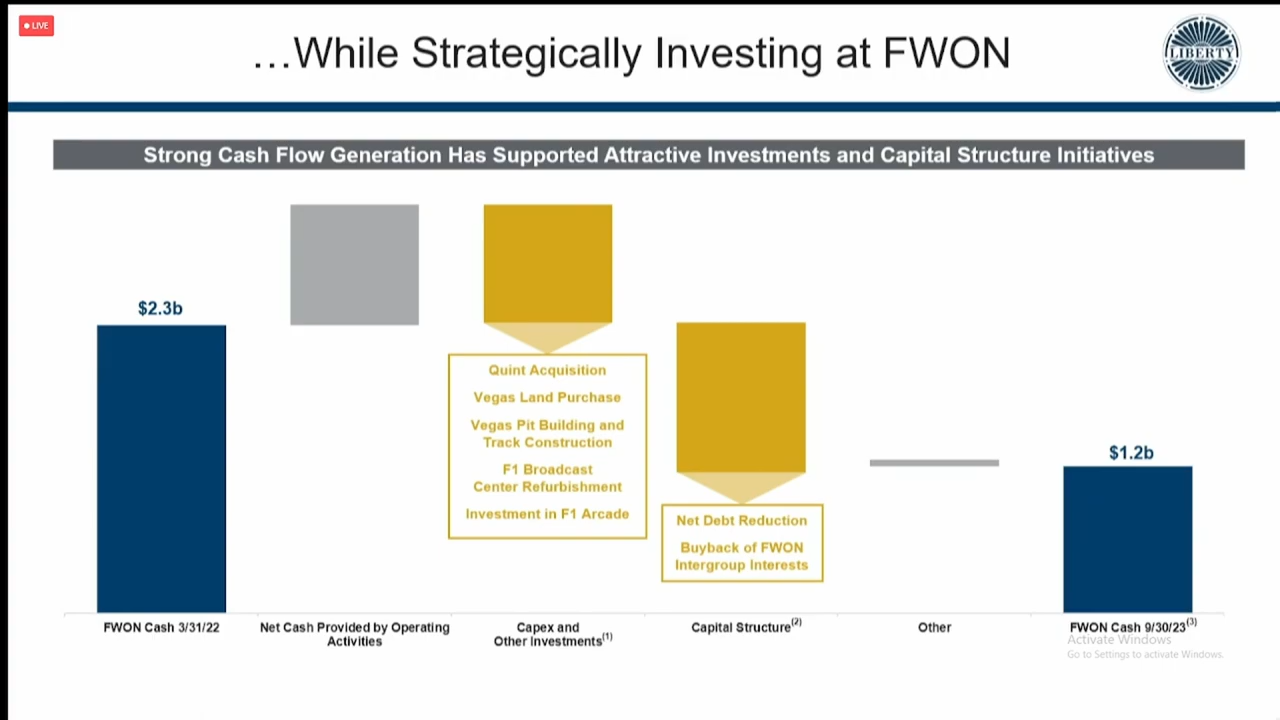 LIVE
…While Strategically Investing at FWON
LIBERTY
Strong Cash Flow Generation Has Supported Attractive Investments and Capital Structure Initiatives
$2.3b
Quint Acquisition
Vegas Land Purchase
Vegas Pit Building and
Track Construction
F1 Broadcast
Center Refurbishment
Investment in F1 Arcade
Net Debt Reduction
Buyback of FWON
Intergroup Interests
$1.2b
FWON Cash 3/31/22
Net Cash Provided by Operating
Activities
Capex and
Other Investments(1)
Capital Structure(2)
Other
FWON Cash 9/30/23(3)
Activate Windows
Go to Settings to activate Windows.